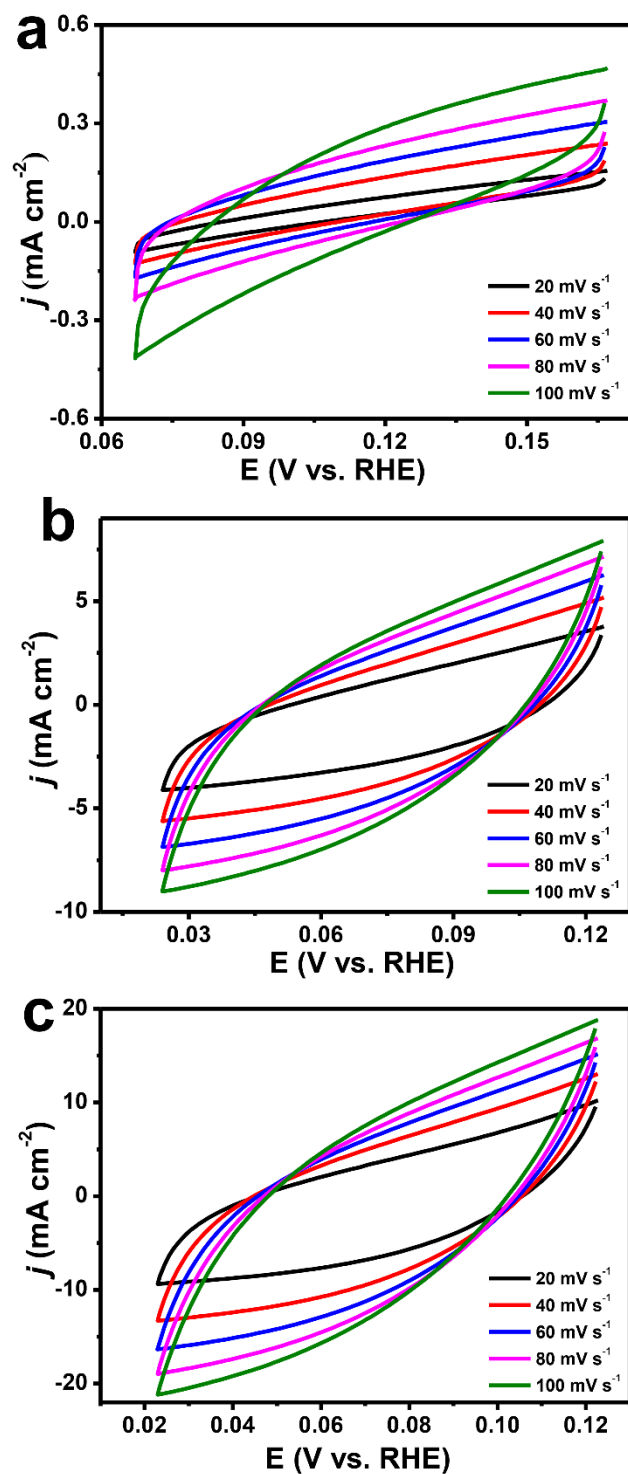 a
0.6
0.3
0.0
-0.3
-0.6
j (mA cm-2)
20 mV s-1
40 mV s-1
60 mV s-1
80 mV s-1
100 mV s-1
0.06 0.09 0.12 0.15
E (V vs. RHE)
b
5
0
-5
-10
j (mA cm-2)
20 mV s-1
40 mV s-1
60 mV s-1
80 mV s-1
100 mV s-1
0.03 0.06 0.09 0.12
E (V vs. RHE)
c
20
10
0
-10
-20
j (mA cm-2)
20 mV s-1
40 mV s-1
60 mV s-1
80 mV s-1
100 mV s-1
0.02 0.04 0.06 0.08 0.10 0.12
E (V vs. RHE)